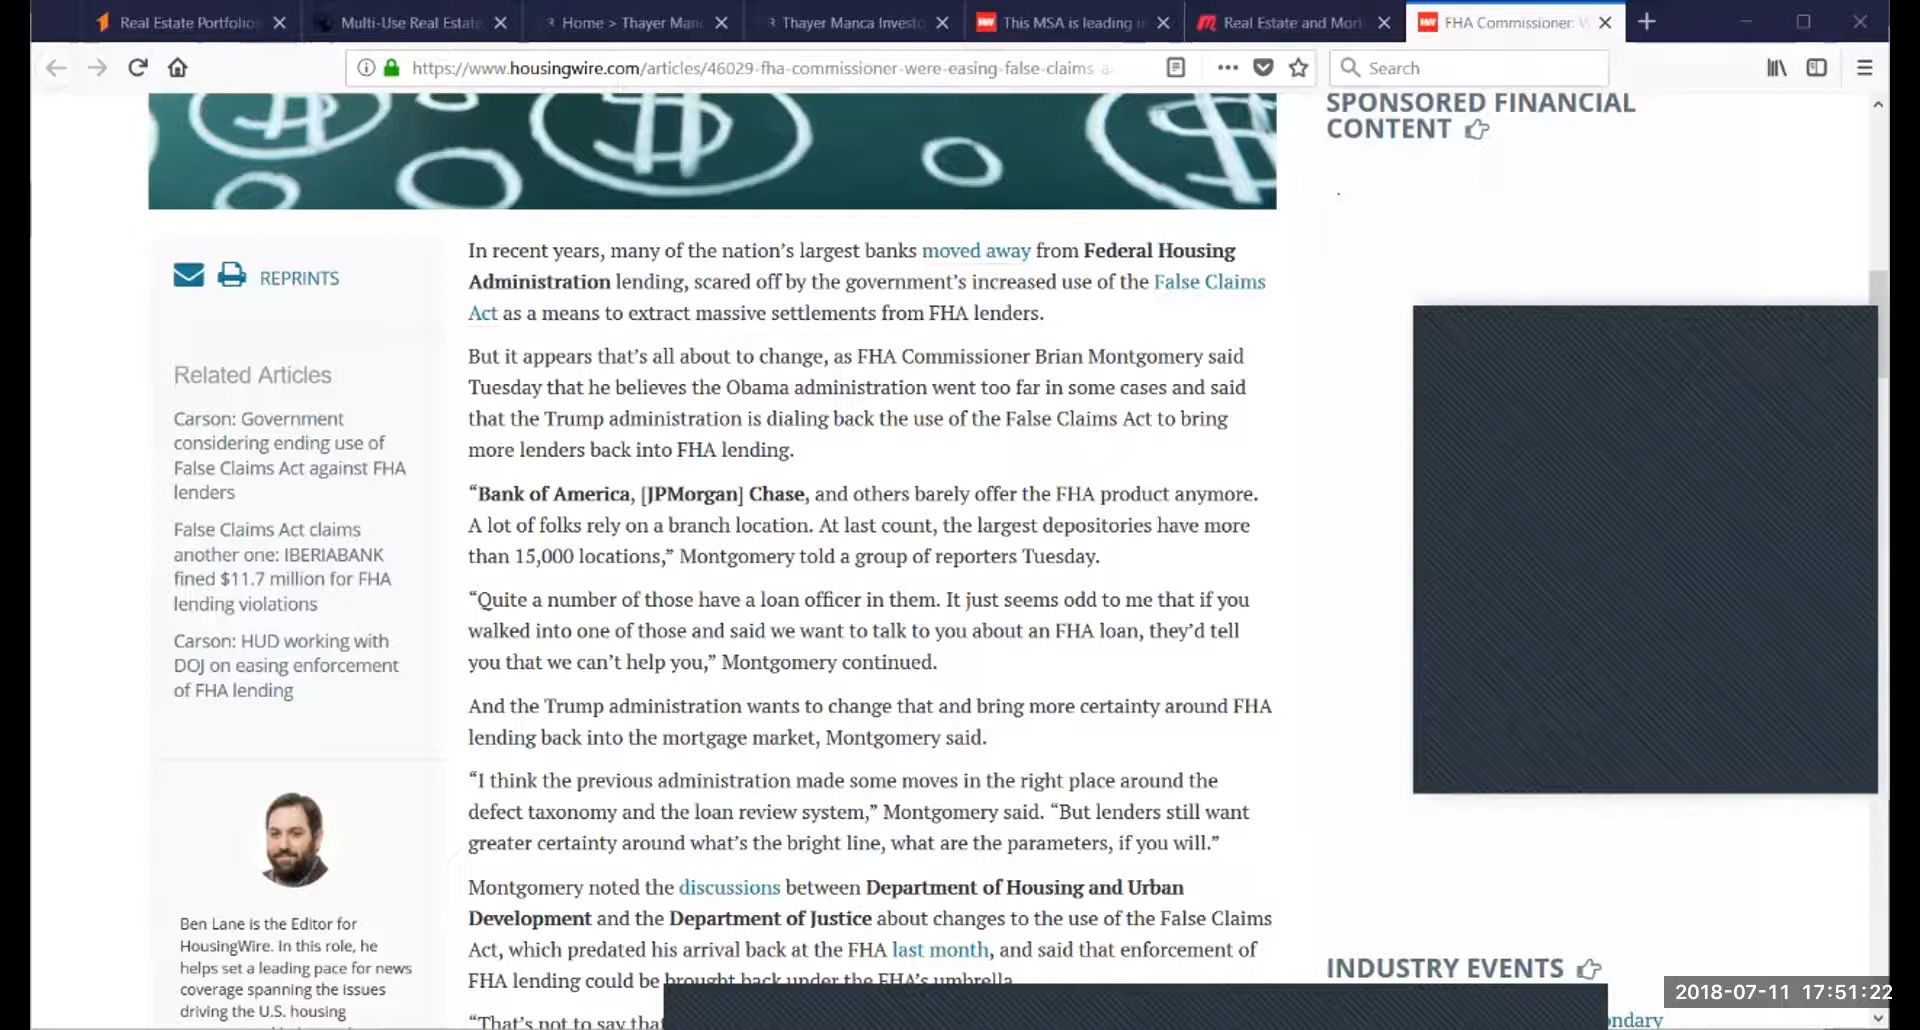 Real Estate Portfolio
Multi-Use Real Estate
Home > Thayer Man
Thayer Manca Investo
This MSA is leading i
Real Estate and Mor
FHA Commissioner: W
https://www.housingwire.com/articles/46029-fha-commissioner-were-easing-false-claims-a
Search
SPONSORED FINANCIAL
CONTENT
REPRINTS
Related Articles
Carson: Government
considering ending use of
False Claims Act against FHA
lenders
False Claims Act claims
another one: IBERIABANK
fined $11.7 million for FHA
lending violations
Carson: HUD working with
DOJ on easing enforcement
of FHA lending
Ben Lane is the Editor for
HousingWire. In this role, he
helps set a leading pace for news
coverage spanning the issues
driving the U.S. housing
In recent years, many of the nation’s largest banks moved away from Federal Housing
Administration lending, scared off by the government’s increased use of the False Claims
Act as a means to extract massive settlements from FHA lenders.
But it appears that’s all about to change, as FHA Commissioner Brian Montgomery said
Tuesday that he believes the Obama administration went too far in some cases and said
that the Trump administration is dialing back the use of the False Claims Act to bring
more lenders back into FHA lending.
“Bank of America, [JPMorgan] Chase, and others barely offer the FHA product anymore.
A lot of folks rely on a branch location. At last count, the largest depositories have more
than 15,000 locations,” Montgomery told a group of reporters Tuesday.
“Quite a number of those have a loan officer in them. It just seems odd to me that if you
walked into one of those and said we want to talk to you about an FHA loan, they’d tell
you that we can’t help you,” Montgomery continued.
And the Trump administration wants to change that and bring more certainty around FHA
lending back into the mortgage market, Montgomery said.
“I think the previous administration made some moves in the right place around the
defect taxonomy and the loan review system,” Montgomery said. “But lenders still want
greater certainty around what’s the bright line, what are the parameters, if you will.”
Montgomery noted the discussions between Department of Housing and Urban
Development and the Department of Justice about changes to the use of the False Claims
Act, which predated his arrival back at the FHA last month, and said that enforcement of
FHA lending could be brought back under the FHA’s umbrella.
“That’s not to say that
INDUSTRY EVENTS
2018-07-11 17:51:22
ndary